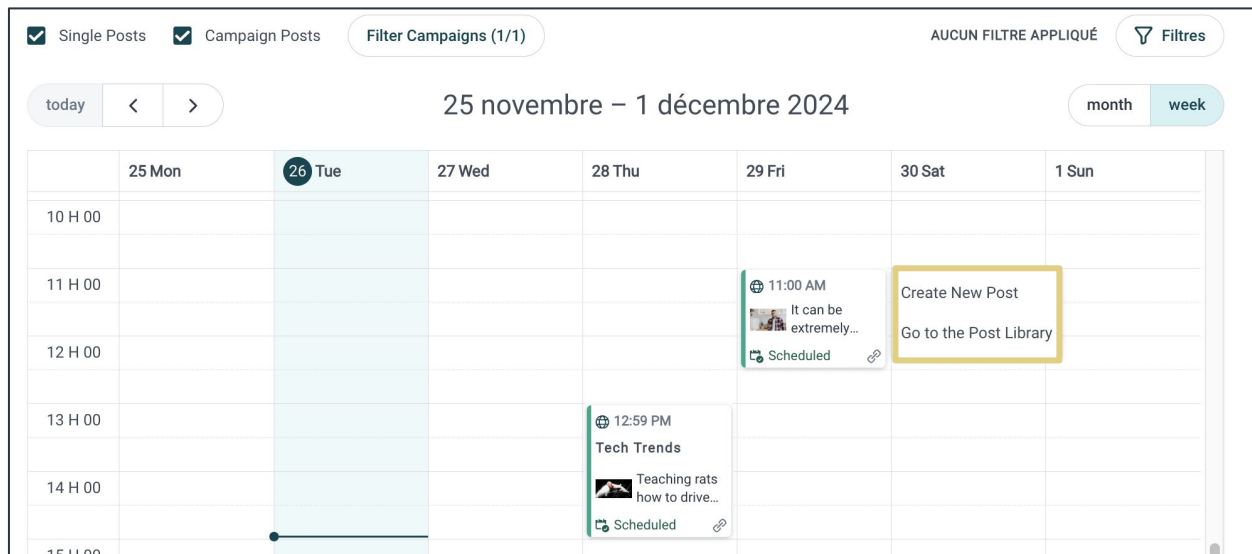 Single Posts Campaign Posts Filter Campaigns (1/1) AUCUN FILTRE APPLIQUÉ Filtres
today 25 novembre – 1 décembre 2024 month week
25 Mon 26 Tue 27 Wed 28 Thu 29 Fri 30 Sat 1 Sun
10 H 00
11 H 00
11:00 AM
It can be
extremely...
Scheduled
Create New Post
Go to the Post Library
12 H 00
13 H 00
12:59 PM
Tech Trends
Teaching rats
how to drive...
Scheduled
14 H 00
15 H 00